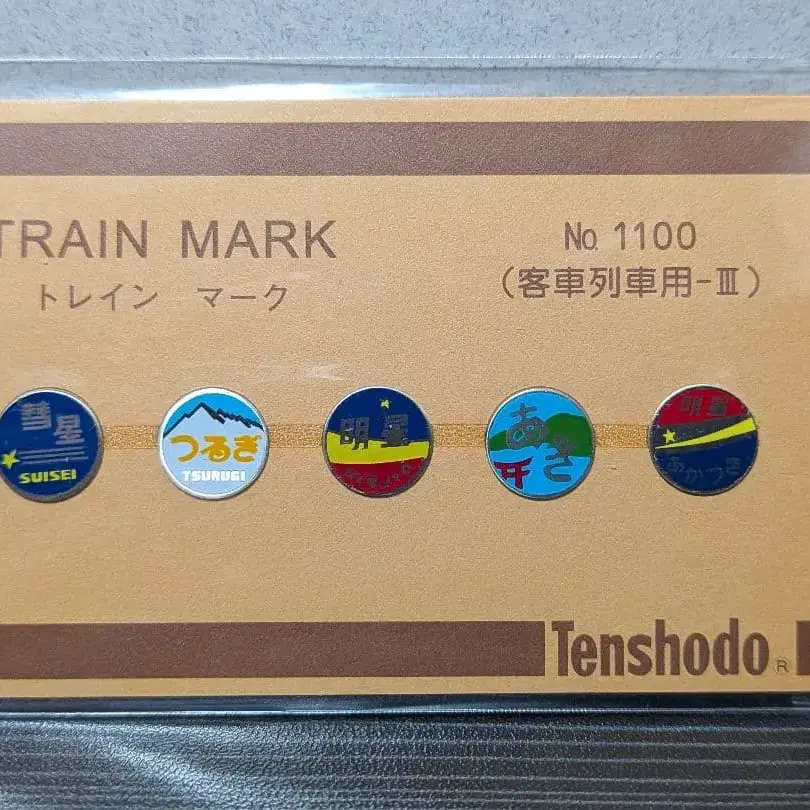 TRAIN MARK
トレイン マーク
No. 1100
(客車列車用-Ⅲ)
彗星
SUISEI
つるぎ
TSURUGI
明星
あき
明星
あかつき
Tenshodo®